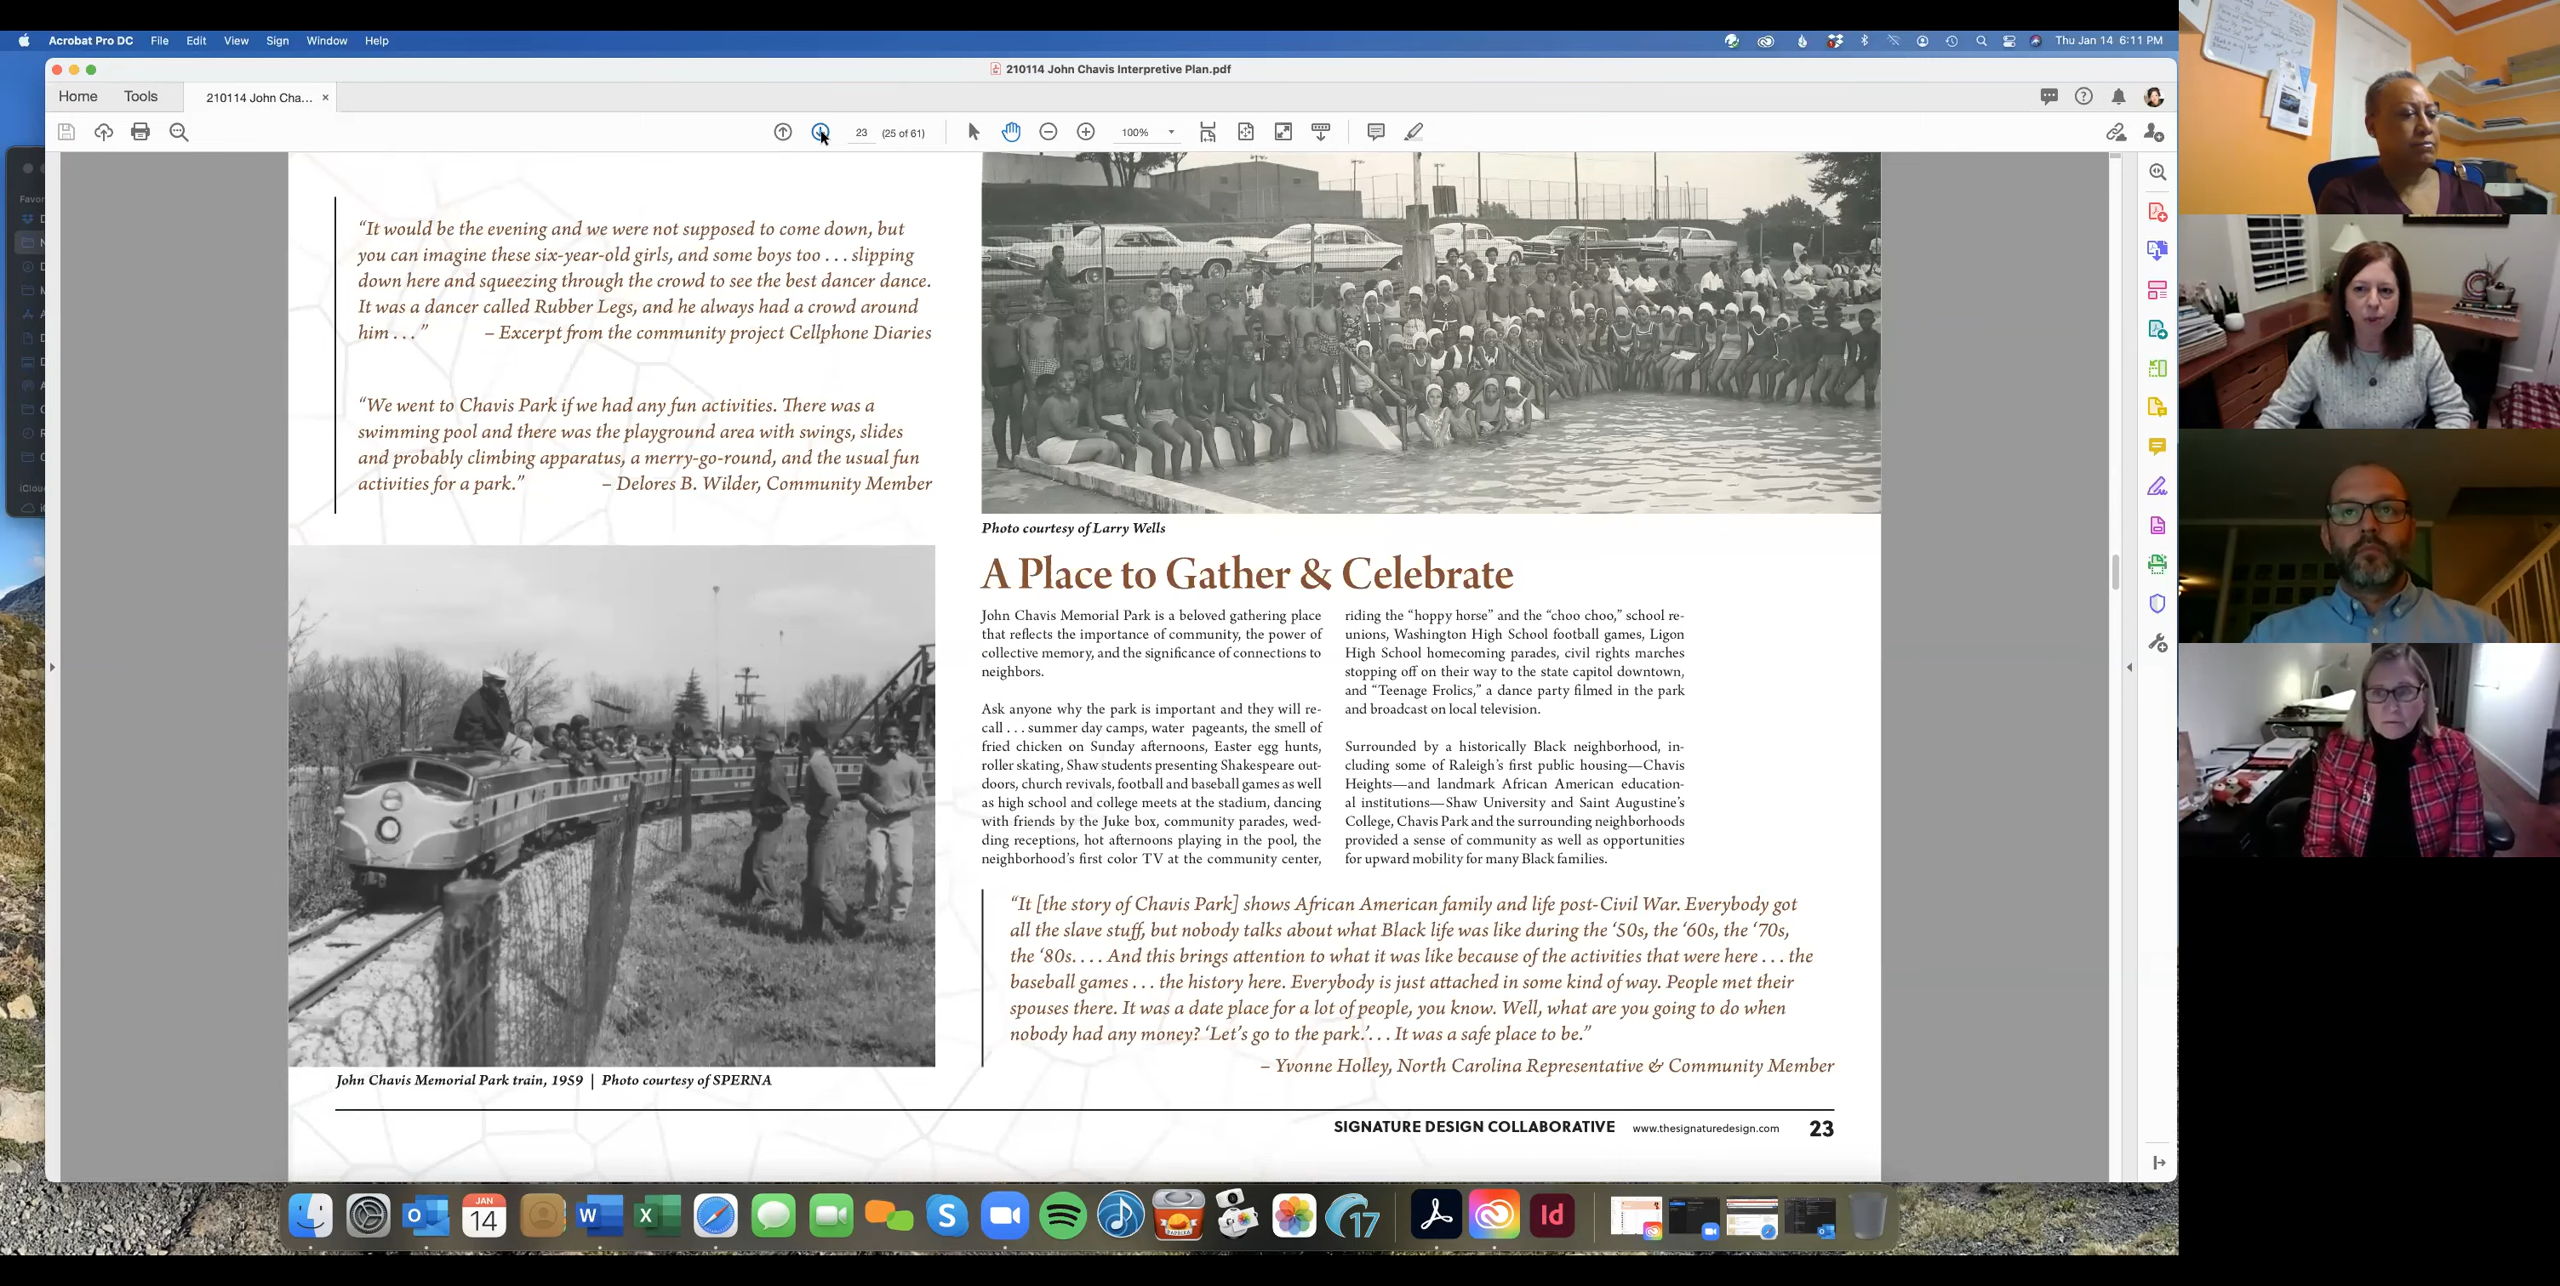 Acrobat Pro DC File Edit View Sign Window Help
Thu Jan 14 6:11 PM
210114 John Chavis Interpretive Plan.pdf
Home Tools 210114 John Cha... ×
23 (25 of 61) 100%
Favor
iClou
“It would be the evening and we were not supposed to come down, but
you can imagine these six-year-old girls, and some boys too . . . slipping
down here and squeezing through the crowd to see the best dancer dance.
It was a dancer called Rubber Legs, and he always had a crowd around
him . . .” – Excerpt from the community project Cellphone Diaries
“We went to Chavis Park if we had any fun activities. There was a
swimming pool and there was the playground area with swings, slides
and probably climbing apparatus, a merry-go-round, and the usual fun
activities for a park.” – Delores B. Wilder, Community Member
John Chavis Memorial Park train, 1959 | Photo courtesy of SPERNA
Photo courtesy of Larry Wells
A Place to Gather & Celebrate
John Chavis Memorial Park is a beloved gathering place
that reflects the importance of community, the power of
collective memory, and the significance of connections to
neighbors.
Ask anyone why the park is important and they will re-
call . . . summer day camps, water pageants, the smell of
fried chicken on Sunday afternoons, Easter egg hunts,
roller skating, Shaw students presenting Shakespeare out-
doors, church revivals, football and baseball games as well
as high school and college meets at the stadium, dancing
with friends by the Juke box, community parades, wed-
ding receptions, hot afternoons playing in the pool, the
neighborhood’s first color TV at the community center,
riding the “hoppy horse” and the “choo choo,” school re-
unions, Washington High School football games, Ligon
High School homecoming parades, civil rights marches
stopping off on their way to the state capitol downtown,
and “Teenage Frolics,” a dance party filmed in the park
and broadcast on local television.
Surrounded by a historically Black neighborhood, in-
cluding some of Raleigh’s first public housing—Chavis
Heights—and landmark African American education-
al institutions—Shaw University and Saint Augustine’s
College, Chavis Park and the surrounding neighborhoods
provided a sense of community as well as opportunities
for upward mobility for many Black families.
“It [the story of Chavis Park] shows African American family and life post-Civil War. Everybody got
all the slave stuff, but nobody talks about what Black life was like during the ‘50s, the ‘60s, the ‘70s,
the ‘80s. . . . And this brings attention to what it was like because of the activities that were here . . . the
baseball games . . . the history here. Everybody is just attached in some kind of way. People met their
spouses there. It was a date place for a lot of people, you know. Well, what are you going to do when
nobody had any money? ‘Let’s go to the park.’. . . It was a safe place to be.”
– Yvonne Holley, North Carolina Representative & Community Member
SIGNATURE DESIGN COLLABORATIVE www.thesignaturedesign.com 23
JAN
14
O W X S 17 Id